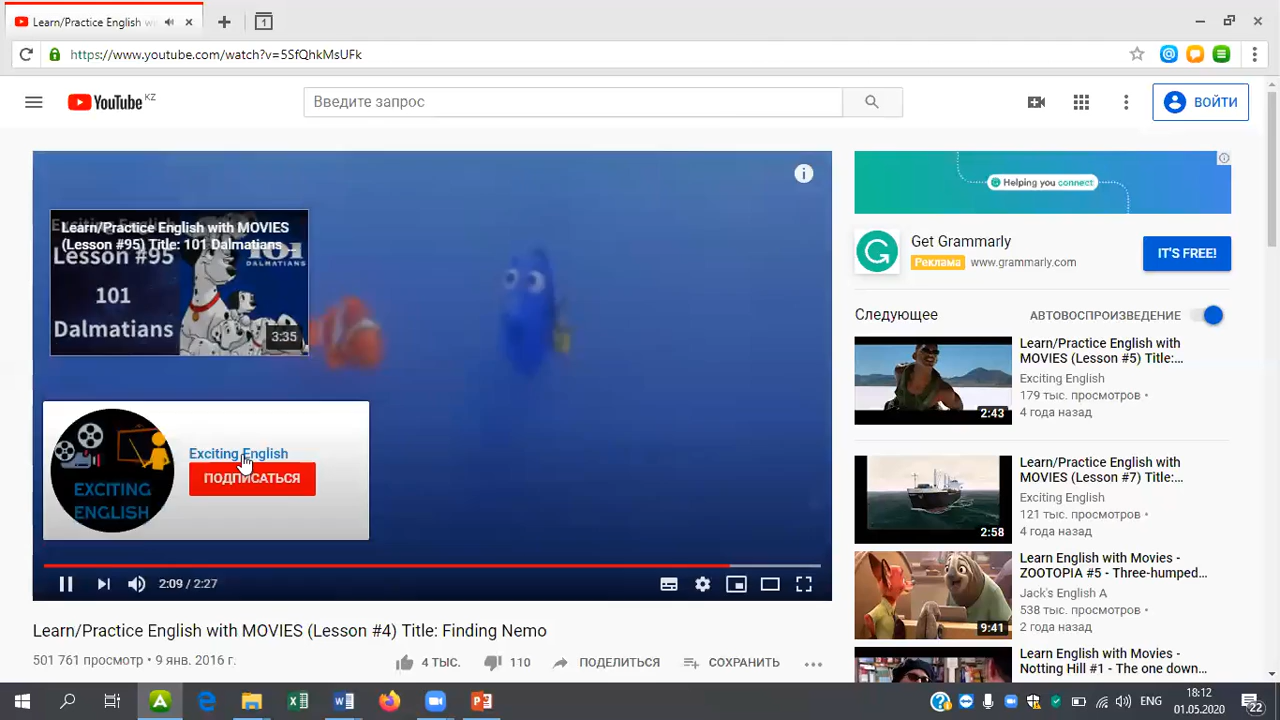 Learn/Practice English wi
1
https://www.youtube.com/watch?v=5SfQhkMsUFk
YouTube KZ
Введите запрос
ВОЙТИ
Learn/Practice English with MOVIES
(Lesson #95) Title: 101 Dalmatians ...
Lesson #95
101
Dalmatians
101
DALMATIANS
3:35
EXCITING
ENGLISH
Exciting English
ПОДПИСАТЬСЯ
2:09 / 2:27
Learn/Practice English with MOVIES (Lesson #4) Title: Finding Nemo
501 761 просмотр • 9 янв. 2016 г.
4 ТЫС.
110
ПОДЕЛИТЬСЯ
СОХРАНИТЬ
Helping you connect
Get Grammarly
Реклама www.grammarly.com
IT'S FREE!
Следующее
АВТОВОСПРОИЗВЕДЕНИЕ
Learn/Practice English with
MOVIES (Lesson #5) Title:...
Exciting English
179 тыс. просмотров •
4 года назад
2:43
Learn/Practice English with
MOVIES (Lesson #7) Title:...
Exciting English
121 тыс. просмотров •
4 года назад
2:58
Learn English with Movies -
ZOOTOPIA #5 - Three-humped...
Jack's English A
538 тыс. просмотров •
2 года назад
9:41
Learn English with Movies -
Notting Hill #1 - The one down...
ENG
18:12
01.05.2020
22